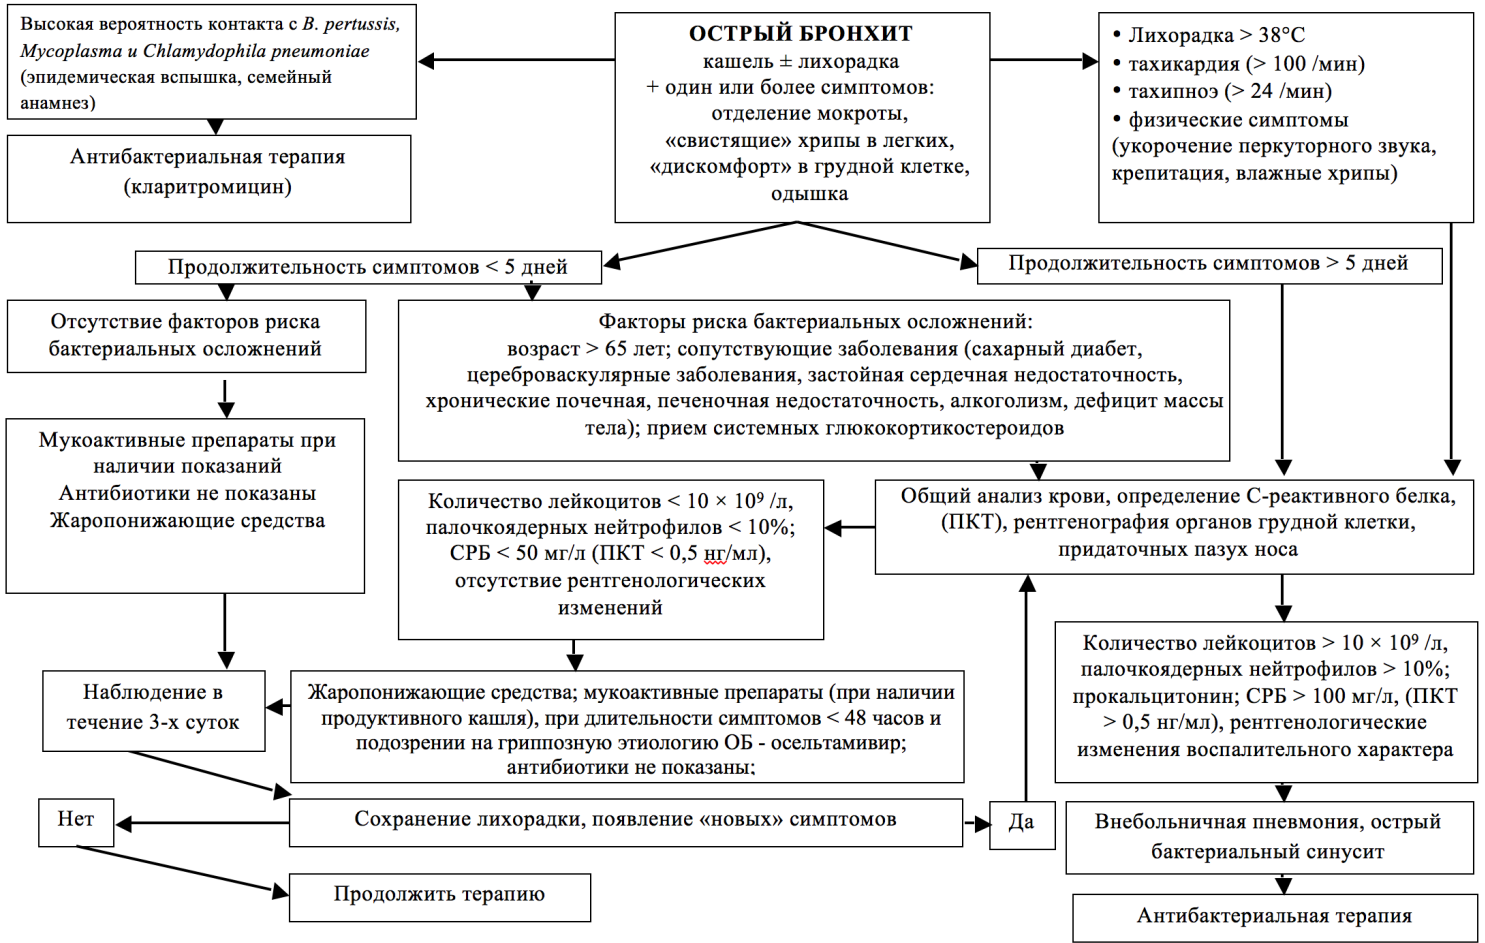 Высокая вероятность контакта с B. pertussis,
Mycoplasma и Chlamydophila pneumoniae
(эпидемическая вспышка, семейный
анамнез)
Антибактериальная терапия
(кларитромицин)
ОСТРЫЙ БРОНХИТ
кашель ± лихорадка
+ один или более симптомов:
отделение мокроты,
«свистящие» хрипы в легких,
«дискомфорт» в грудной клетке,
одышка
• Лихорадка > 38°С
• тахикардия (> 100 /мин)
• тахипноэ (> 24 /мин)
• физические симптомы
(укорочение перкуторного звука,
крепитация, влажные хрипы)
Продолжительность симптомов < 5 дней
Продолжительность симптомов > 5 дней
Отсутствие факторов риска
бактериальных осложнений
Факторы риска бактериальных осложнений:
возраст > 65 лет; сопутствующие заболевания (сахарный диабет,
цереброваскулярные заболевания, застойная сердечная недостаточность,
хронические почечная, печеночная недостаточность, алкоголизм, дефицит массы
тела); прием системных глюкокортикостероидов
Мукоактивные препараты при
наличии показаний
Антибиотики не показаны
Жаропонижающие средства
Количество лейкоцитов < 10 × 10⁹ /л,
палочкоядерных нейтрофилов < 10%;
СРБ < 50 мг/л (ПКТ < 0,5 нг/мл),
отсутствие рентгенологических
изменений
Общий анализ крови, определение С-реактивного белка,
(ПКТ), рентгенография органов грудной клетки,
придаточных пазух носа
Количество лейкоцитов > 10 × 10⁹ /л,
палочкоядерных нейтрофилов > 10%;
прокальцитонин; СРБ > 100 мг/л, (ПКТ
> 0,5 нг/мл), рентгенологические
изменения воспалительного характера
Наблюдение в
течение 3-х суток
Жаропонижающие средства; мукоактивные препараты (при наличии
продуктивного кашля), при длительности симптомов < 48 часов и
подозрении на гриппозную этиологию ОБ - осельтамивир;
антибиотики не показаны;
Нет
Сохранение лихорадки, появление «новых» симптомов
Да
Внебольничная пневмония, острый
бактериальный синусит
Продолжить терапию
Антибактериальная терапия